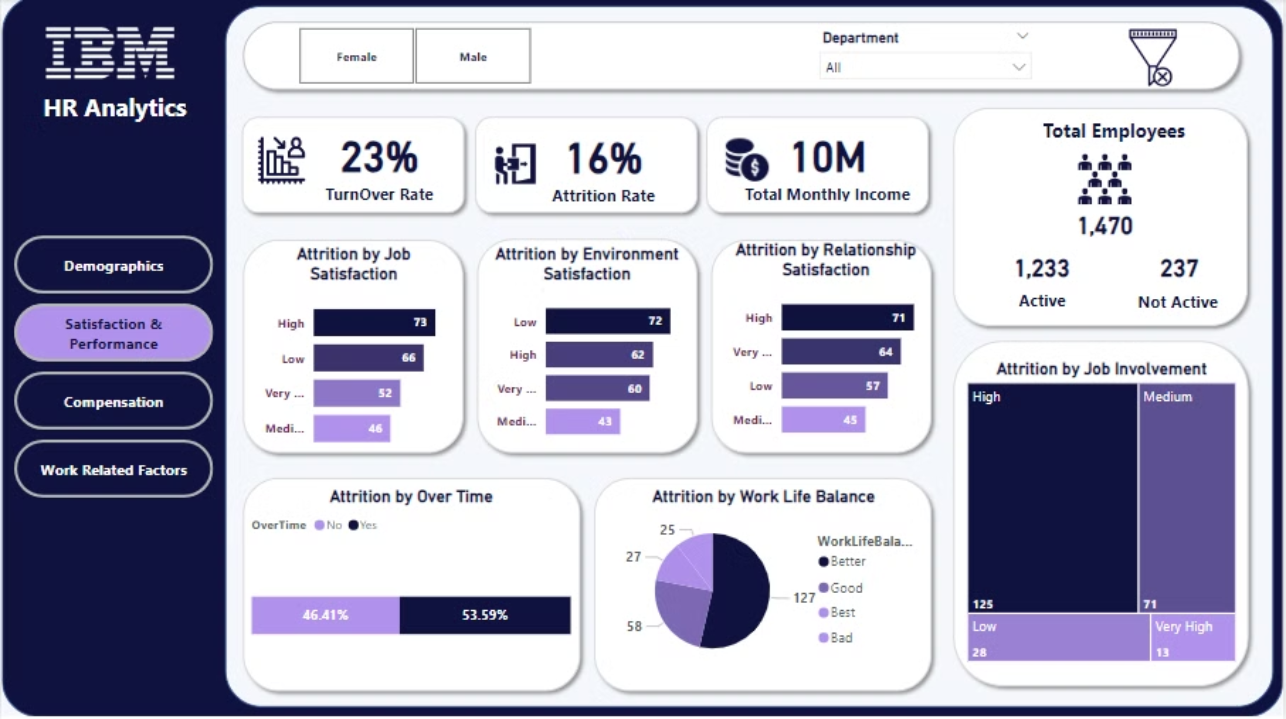 IBM
HR Analytics
Demographics
Satisfaction &
Performance
Compensation
Work Related Factors
Female
Male
Department
All
23%
TurnOver Rate
16%
Attrition Rate
10M
Total Monthly Income
Total Employees
1,470
1,233
Active
237
Not Active
Attrition by Job
Satisfaction
High 73
Low 66
Very ... 52
Medi... 46
Attrition by Environment
Satisfaction
Low 72
High 62
Very ... 60
Medi... 43
Attrition by Relationship
Satisfaction
High 71
Very ... 64
Low 57
Medi... 45
Attrition by Job Involvement
High
125
Medium
71
Low
28
Very High
13
Attrition by Over Time
OverTime No Yes
46.41% 53.59%
Attrition by Work Life Balance
25
27
58
127
WorkLifeBala...
Better
Good
Best
Bad